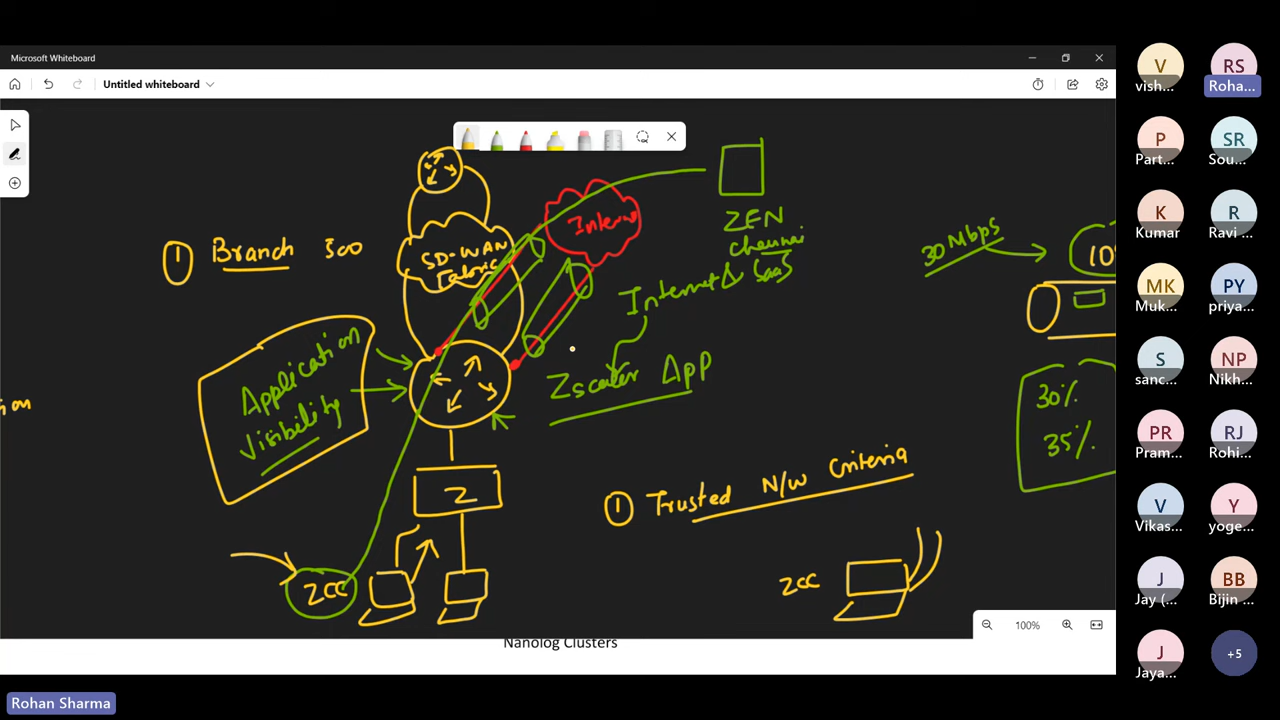 Microsoft Whiteboard
Untitled whiteboard
① Branch 300
SD-WAN
Fabric
Internet
ZEN
chennai
Internet & SaaS
Zscaler App
Application
Visibility
2
ZCC
① Trusted N/W Criteria
ZCC
30 Mbps
10
30%
35%
on
100%
Nanolog Clusters
Rohan Sharma
V
vish...
RS
Roha...
P
Part...
SR
Sou...
K
Kumar
R
Ravi ...
MK
Muk...
PY
priya...
S
sanc...
NP
Nikh...
PR
Pram...
RJ
Rohi...
V
Vikas...
Y
yoge...
J
Jay (...
BB
Bijin ...
J
Jaya...
+5